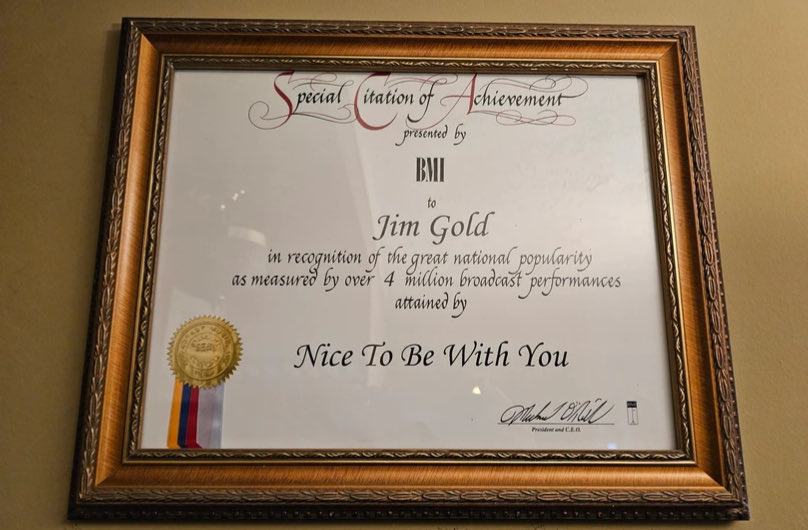 Special Citation of Achievement
presented by
BMI
to
Jim Gold
in recognition of the great national popularity
as measured by over 4 million broadcast performances
attained by
Nice To Be With You
President and C.E.O.